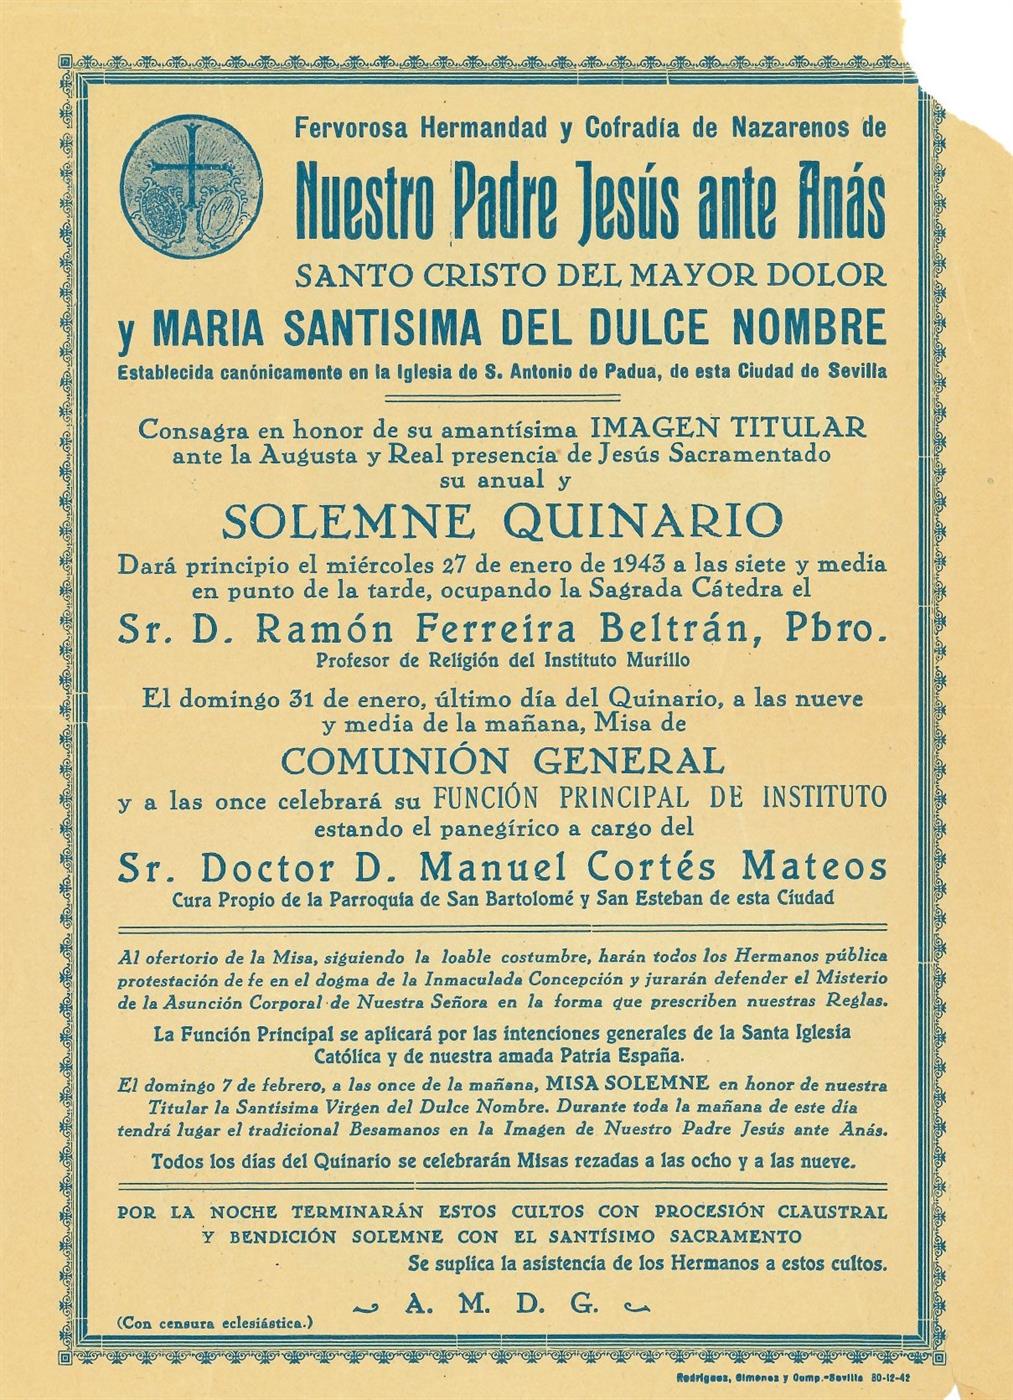 Fervorosa Hermandad y Cofradía de Nazarenos de
Nuestro Padre Jesús ante Anás
SANTO CRISTO DEL MAYOR DOLOR
y MARIA SANTISIMA DEL DULCE NOMBRE
Establecida canónicamente en la Iglesia de S. Antonio de Padua, de esta Ciudad de Sevilla
Consagra en honor de su amantísima IMAGEN TITULAR
ante la Augusta y Real presencia de Jesús Sacramentado
su anual y
SOLEMNE QUINARIO
Dará principio el miércoles 27 de enero de 1943 a las siete y media
en punto de la tarde, ocupando la Sagrada Cátedra el
Sr. D. Ramón Ferreira Beltrán, Pbro.
Profesor de Religión del Instituto Murillo
El domingo 31 de enero, último día del Quinario, a las nueve
y media de la mañana, Misa de
COMUNIÓN GENERAL
y a las once celebrará su FUNCIÓN PRINCIPAL DE INSTITUTO
estando el panegírico a cargo del
Sr. Doctor D. Manuel Cortés Mateos
Cura Propio de la Parroquia de San Bartolomé y San Esteban de esta Ciudad
Al ofertorio de la Misa, siguiendo la loable costumbre, harán todos los Hermanos pública
protestación de fe en el dogma de la Inmaculada Concepción y jurarán defender el Misterio
de la Asunción Corporal de Nuestra Señora en la forma que prescriben nuestras Reglas.
La Función Principal se aplicará por las intenciones generales de la Santa Iglesia
Católica y de nuestra amada Patria España.
El domingo 7 de febrero, a las once de la mañana, MISA SOLEMNE en honor de nuestra
Titular la Santísima Virgen del Dulce Nombre. Durante toda la mañana de este día
tendrá lugar el tradicional Besamanos en la Imagen de Nuestro Padre Jesús ante Anás.
Todos los días del Quinario se celebrarán Misas rezadas a las ocho y a las nueve.
POR LA NOCHE TERMINARÁN ESTOS CULTOS CON PROCESIÓN CLAUSTRAL
Y BENDICIÓN SOLEMNE CON EL SANTÍSIMO SACRAMENTO
Se suplica la asistencia de los Hermanos a estos cultos.
A. M. D. G.
(Con censura eclesiástica.)
Rodríguez, Gimenez y Comp.-Sevilla 30-12-42